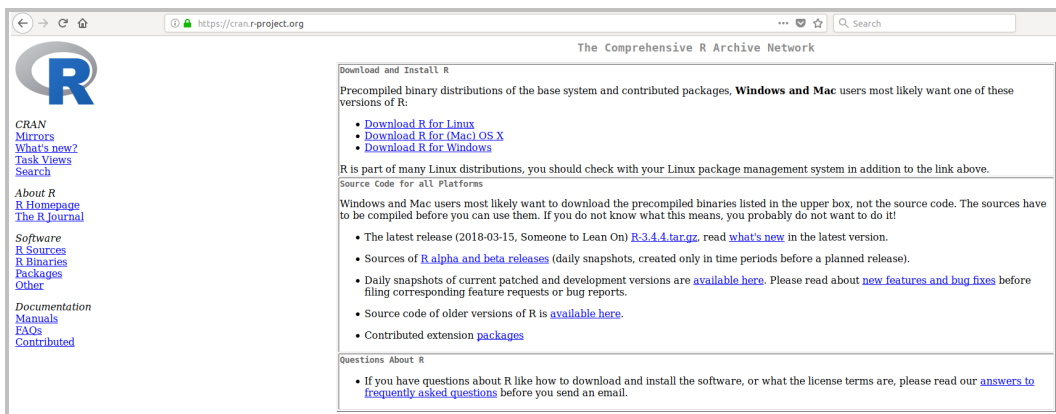 https://cran.r-project.org
Search
The Comprehensive R Archive Network
R
CRAN
Mirrors
What's new?
Task Views
Search
About R
R Homepage
The R Journal
Software
R Sources
R Binaries
Packages
Other
Documentation
Manuals
FAQs
Contributed
Download and Install R
Precompiled binary distributions of the base system and contributed packages, Windows and Mac users most likely want one of these
versions of R:
• Download R for Linux
• Download R for (Mac) OS X
• Download R for Windows
R is part of many Linux distributions, you should check with your Linux package management system in addition to the link above.
Source Code for all Platforms
Windows and Mac users most likely want to download the precompiled binaries listed in the upper box, not the source code. The sources have
to be compiled before you can use them. If you do not know what this means, you probably do not want to do it!
• The latest release (2018-03-15, Someone to Lean On) R-3.4.4.tar.gz, read what's new in the latest version.
• Sources of R alpha and beta releases (daily snapshots, created only in time periods before a planned release).
• Daily snapshots of current patched and development versions are available here. Please read about new features and bug fixes before
filing corresponding feature requests or bug reports.
• Source code of older versions of R is available here.
• Contributed extension packages
Questions About R
• If you have questions about R like how to download and install the software, or what the license terms are, please read our answers to
frequently asked questions before you send an email.